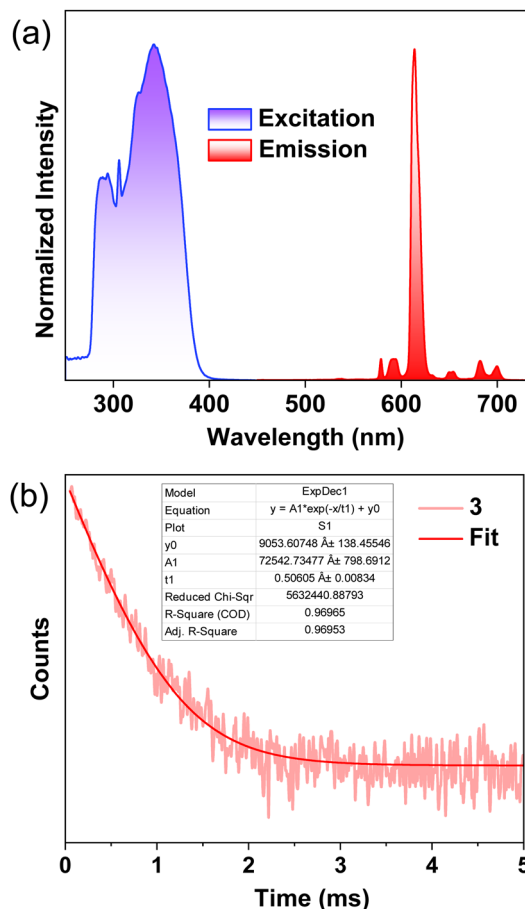 (a)
Normalized Intensity
Excitation
Emission
300 400 500 600 700
Wavelength (nm)
(b)
Counts
Model ExpDec1
Equation y = A1*exp(-x/t1) + y0
Plot S1
y0 9053.60748 Â± 138.45546
A1 72542.73477 Â± 798.6912
t1 0.50605 Â± 0.00834
Reduced Chi-Sqr 5632440.88793
R-Square (COD) 0.96965
Adj. R-Square 0.96953
3
Fit
0 1 2 3 4 5
Time (ms)